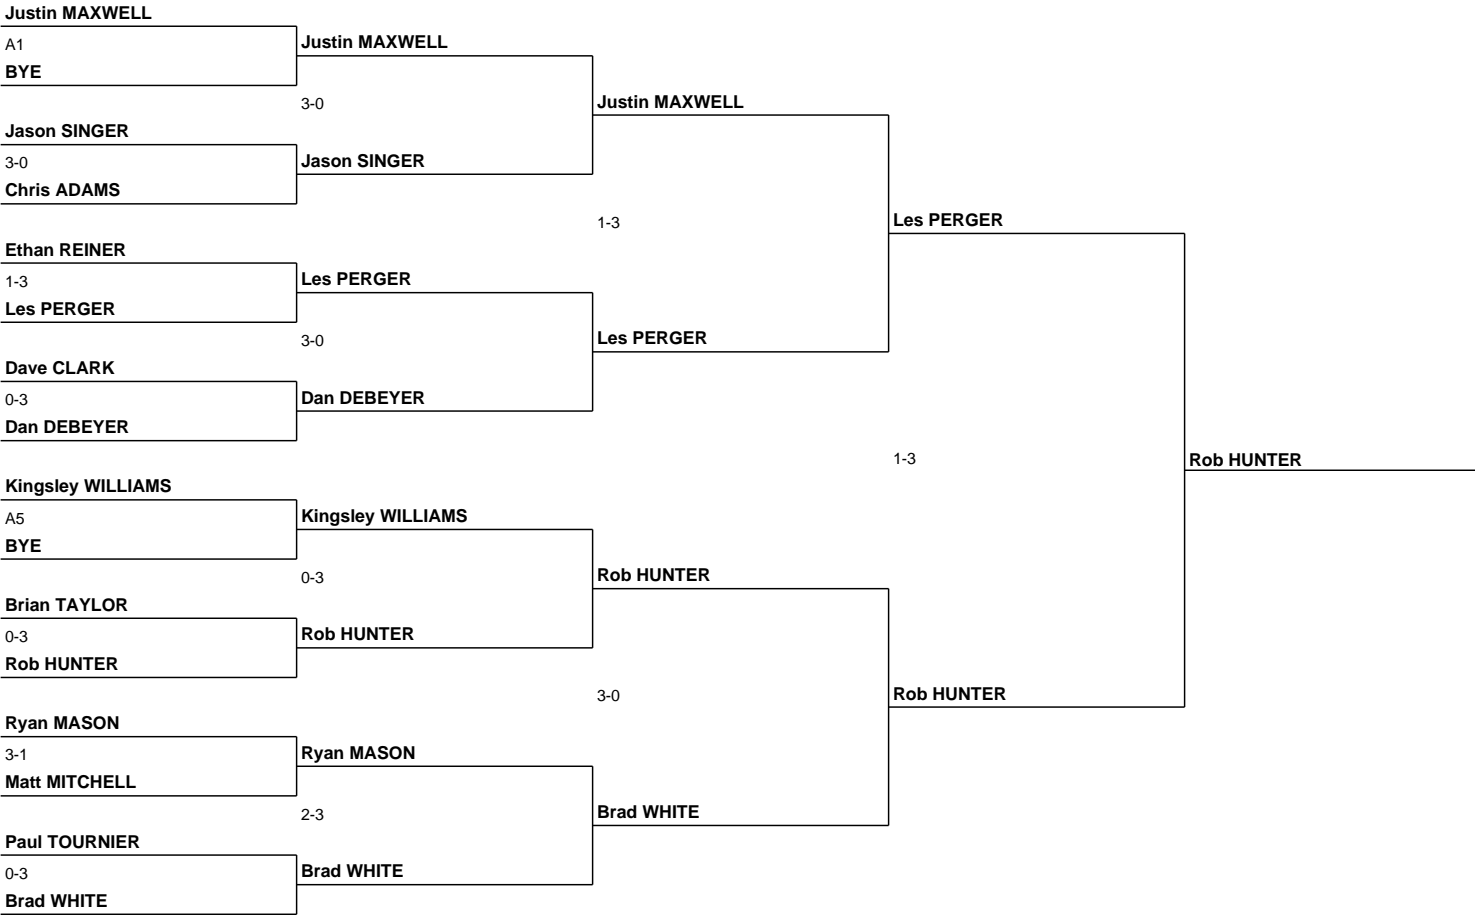 Justin MAXWELL
A1
BYE
Justin MAXWELL
3-0
Jason SINGER
3-0
Chris ADAMS
Jason SINGER
Justin MAXWELL
1-3
Ethan REINER
1-3
Les PERGER
Les PERGER
3-0
Dave CLARK
0-3
Dan DEBEYER
Dan DEBEYER
Les PERGER
Les PERGER
1-3
Rob HUNTER
Kingsley WILLIAMS
A5
BYE
Kingsley WILLIAMS
0-3
Brian TAYLOR
0-3
Rob HUNTER
Rob HUNTER
Rob HUNTER
3-0
Rob HUNTER
Ryan MASON
3-1
Matt MITCHELL
Ryan MASON
2-3
Paul TOURNIER
0-3
Brad WHITE
Brad WHITE
Brad WHITE